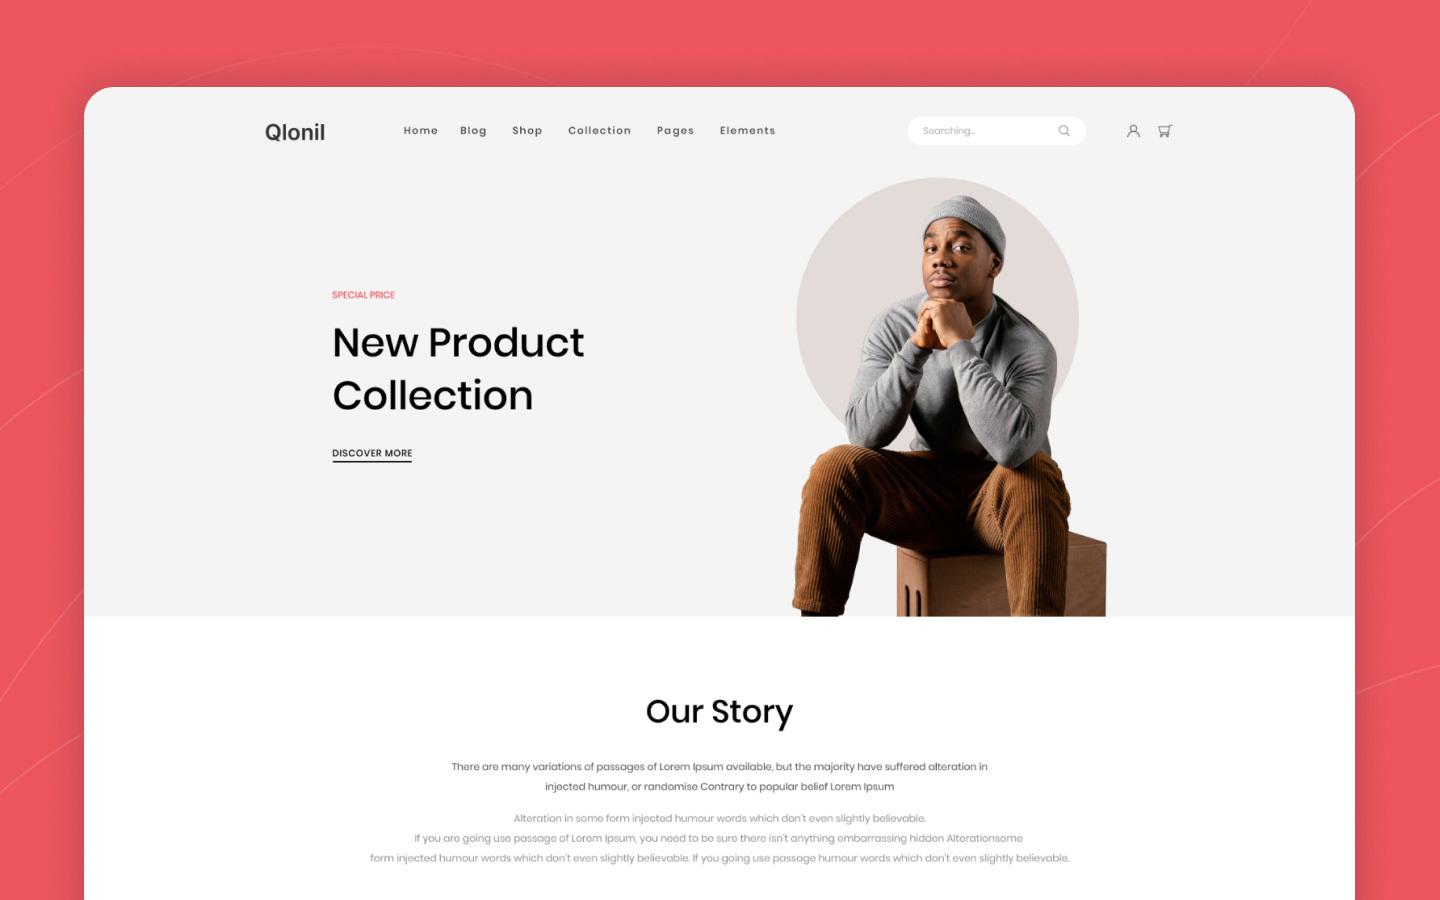 Qlonil
Home Blog Shop Collection Pages Elements
Searching...
SPECIAL PRICE
New Product
Collection
DISCOVER MORE
Our Story
There are many variations of passages of Lorem Ipsum available, but the majority have suffered alteration in
injected humour, or randomise Contrary to popular belief Lorem Ipsum
Alteration in some form injected humour words which don't even slightly believable.
If you are going use passage of Lorem Ipsum, you need to be sure there isn't anything embarrassing hidden Alterationsome
form injected humour words which don't even slightly believable. If you going use passage humour words which don't even slightly believable.